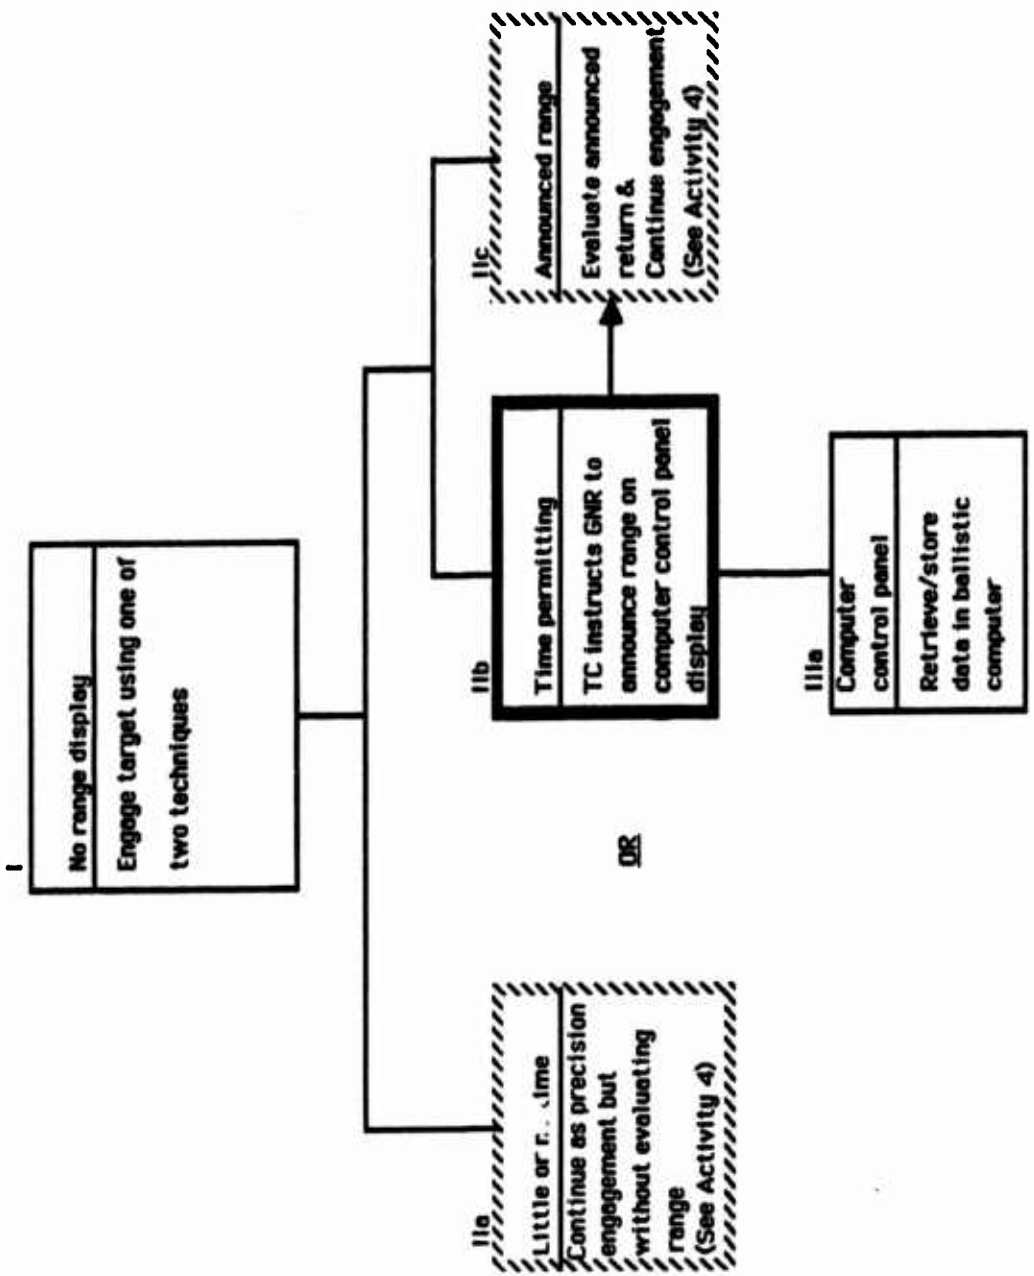 I
No range display
Engage target using one of
two techniques
IIa
Little or
Continue as precision
engagement but
without evaluating
range
(See Activity 4)
OR
IIb
Time permitting
TC instructs GNR to
announce range on
computer control panel
display
IIc
Announced range
Evaluate announced
return &
Continue engagement
(See Activity 4)
IIIa
Computer
control panel
Retrieve/store
data in ballistic
computer